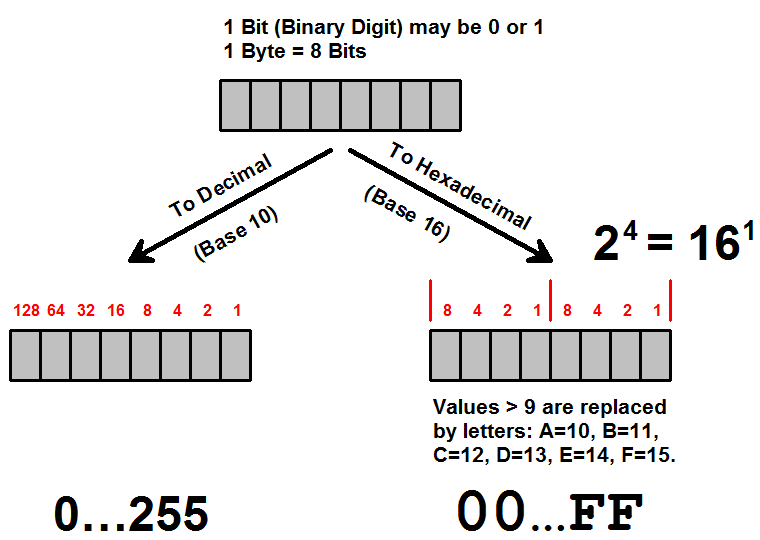 1 Bit (Binary Digit) may be 0 or 1
1 Byte = 8 Bits
To Decimal
(Base 10)
To Hexadecimal
(Base 16)
2⁴ = 16¹
128 64 32 16 8 4 2 1
8 4 2 1 8 4 2 1
Values > 9 are replaced
by letters: A=10, B=11,
C=12, D=13, E=14, F=15.
0...255
00...FF